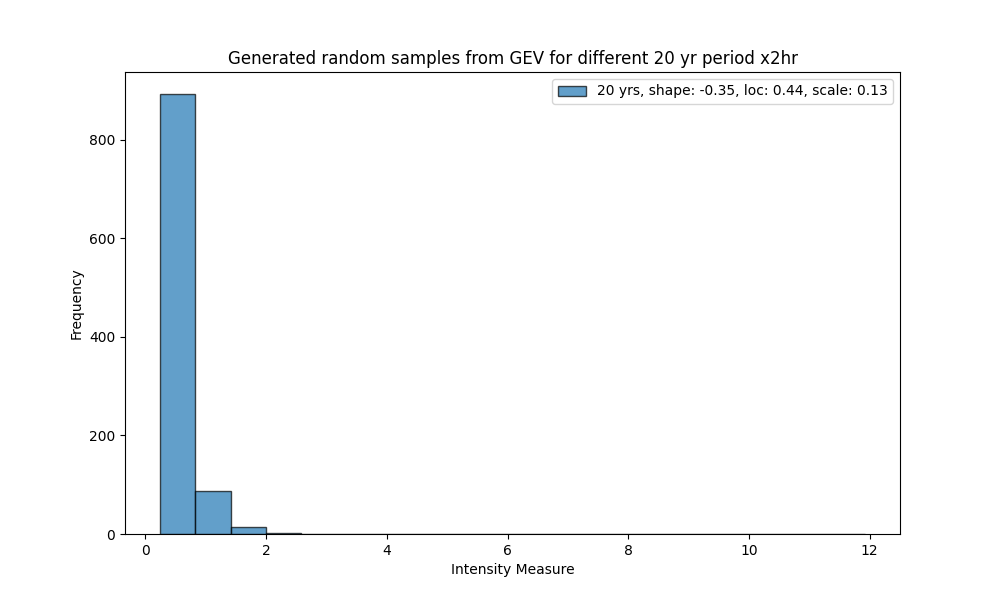 Generated random samples from GEV for different 20 yr period x2hr
20 yrs, shape: -0.35, loc: 0.44, scale: 0.13
800
600
400
200
0
Frequency
0 2 4 6 8 10 12
Intensity Measure